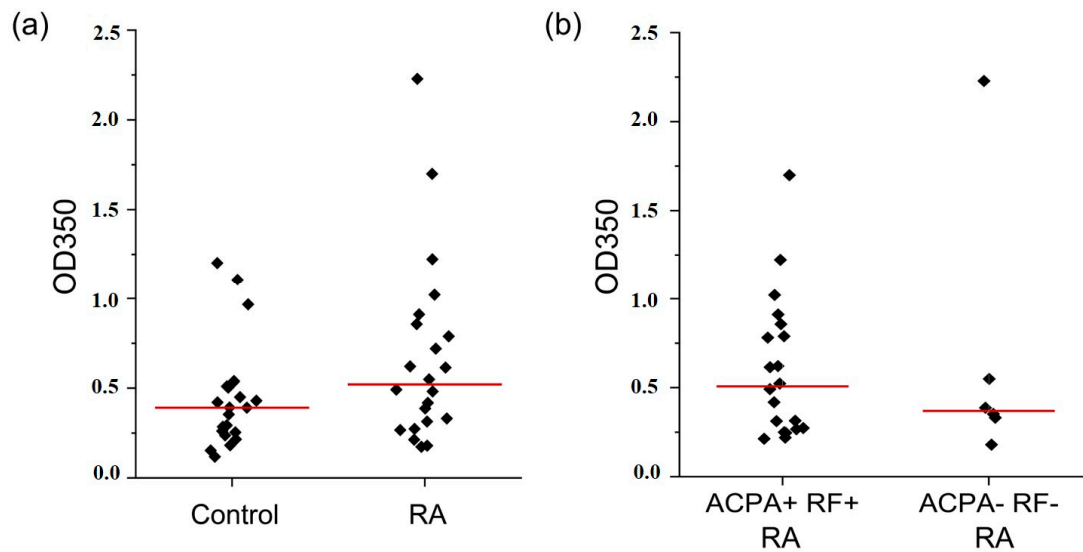 (a)
OD350
2.5
2.0
1.5
1.0
0.5
0.0
Control RA
(b)
OD350
2.5
2.0
1.5
1.0
0.5
0.0
ACPA+ RF+
RA
ACPA- RF-
RA